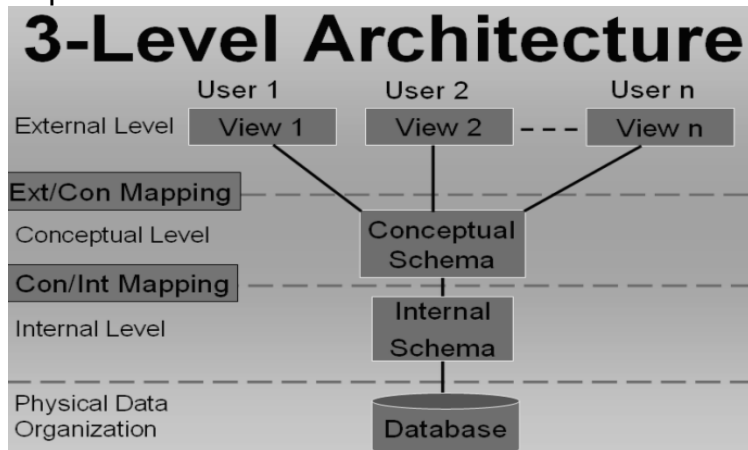 3-Level Architecture
User 1 User 2 User n
External Level View 1 View 2 View n
Ext/Con Mapping
Conceptual Level Conceptual
Schema
Con/Int Mapping
Internal Level Internal
Schema
Physical Data
Organization Database